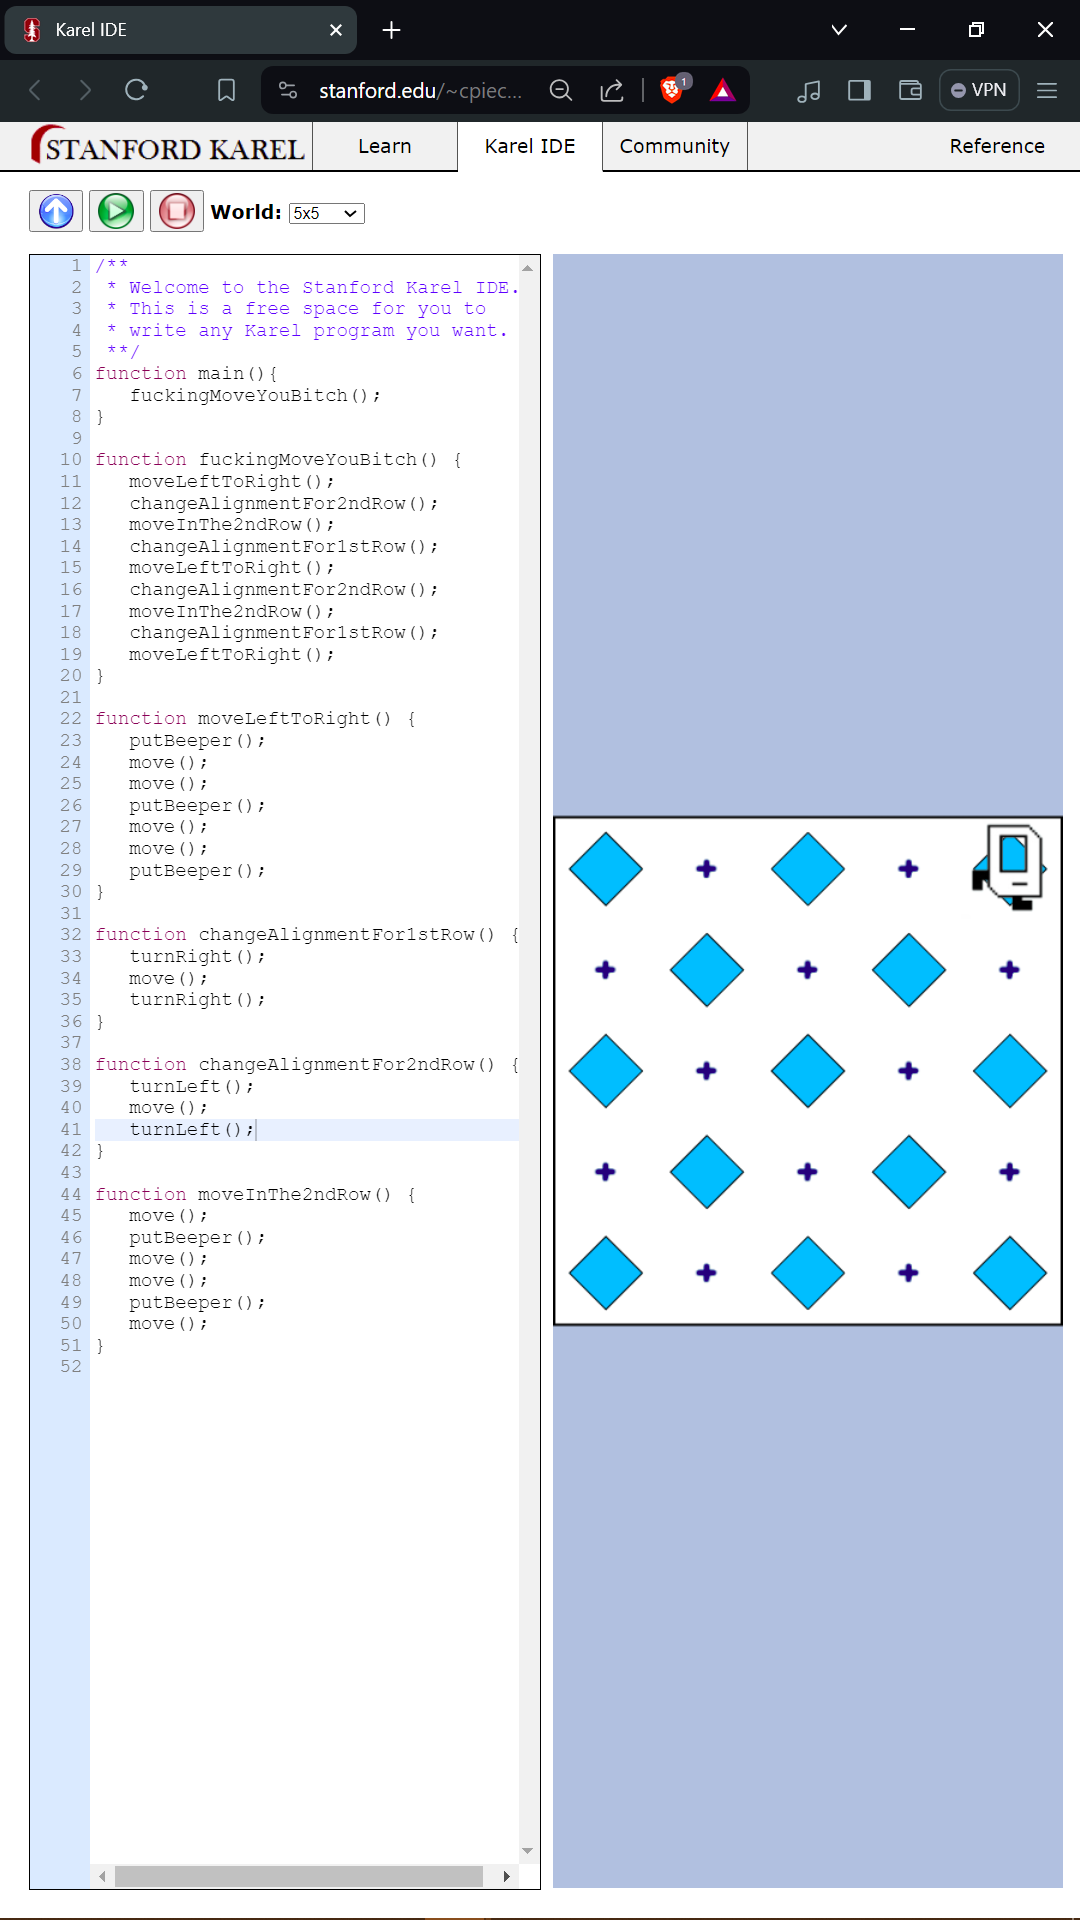 Karel IDE
stanford.edu/~cpiec...
1
VPN
STANFORD KAREL
Learn
Karel IDE
Community
Reference
World: 5x5
1 /**
2 * Welcome to the Stanford Karel IDE.
3 * This is a free space for you to
4 * write any Karel program you want.
5 **/
6 function main(){
7 fuckingMoveYouBitch();
8 }
9
10 function fuckingMoveYouBitch() {
11 moveLeftToRight();
12 changeAlignmentFor2ndRow();
13 moveInThe2ndRow();
14 changeAlignmentFor1stRow();
15 moveLeftToRight();
16 changeAlignmentFor2ndRow();
17 moveInThe2ndRow();
18 changeAlignmentFor1stRow();
19 moveLeftToRight();
20 }
21
22 function moveLeftToRight() {
23 putBeeper();
24 move();
25 move();
26 putBeeper();
27 move();
28 move();
29 putBeeper();
30 }
31
32 function changeAlignmentFor1stRow() {
33 turnRight();
34 move();
35 turnRight();
36 }
37
38 function changeAlignmentFor2ndRow() {
39 turnLeft();
40 move();
41 turnLeft();
42 }
43
44 function moveInThe2ndRow() {
45 move();
46 putBeeper();
47 move();
48 move();
49 putBeeper();
50 move();
51 }
52